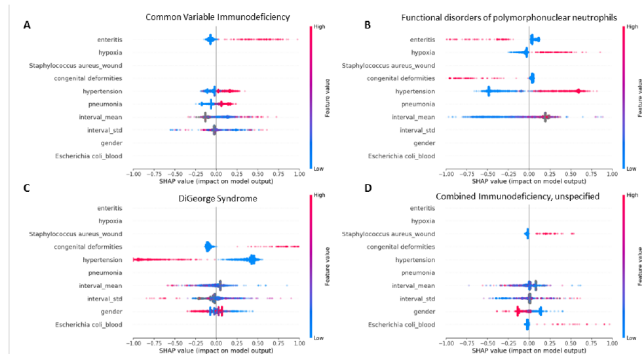 A
Common Variable Immunodeficiency
enteritis
hypoxia
Staphylococcus aureus_wound
congenital deformities
hypertension
pneumonia
interval_mean
interval_std
gender
Escherichia coli_blood
-1.00 -0.75 -0.50 -0.25 0.00 0.25 0.50 0.75 1.00
SHAP value (impact on model output)
High
Feature value
Low
B
Functional disorders of polymorphonuclear neutrophils
enteritis
hypoxia
Staphylococcus aureus_wound
congenital deformities
hypertension
pneumonia
interval_mean
interval_std
gender
Escherichia coli_blood
-1.00 -0.75 -0.50 -0.25 0.00 0.25 0.50 0.75 1.00
SHAP value (impact on model output)
High
Feature value
Low
C
DiGeorge Syndrome
enteritis
hypoxia
Staphylococcus aureus_wound
congenital deformities
hypertension
pneumonia
interval_mean
interval_std
gender
Escherichia coli_blood
-1.00 -0.75 -0.50 -0.25 0.00 0.25 0.50 0.75 1.00
SHAP value (impact on model output)
High
Feature value
Low
D
Combined Immunodeficiency, unspecified
enteritis
hypoxia
Staphylococcus aureus_wound
congenital deformities
hypertension
pneumonia
interval_mean
interval_std
gender
Escherichia coli_blood
-1.00 -0.75 -0.50 -0.25 0.00 0.25 0.50 0.75 1.00
SHAP value (impact on model output)
High
Feature value
Low